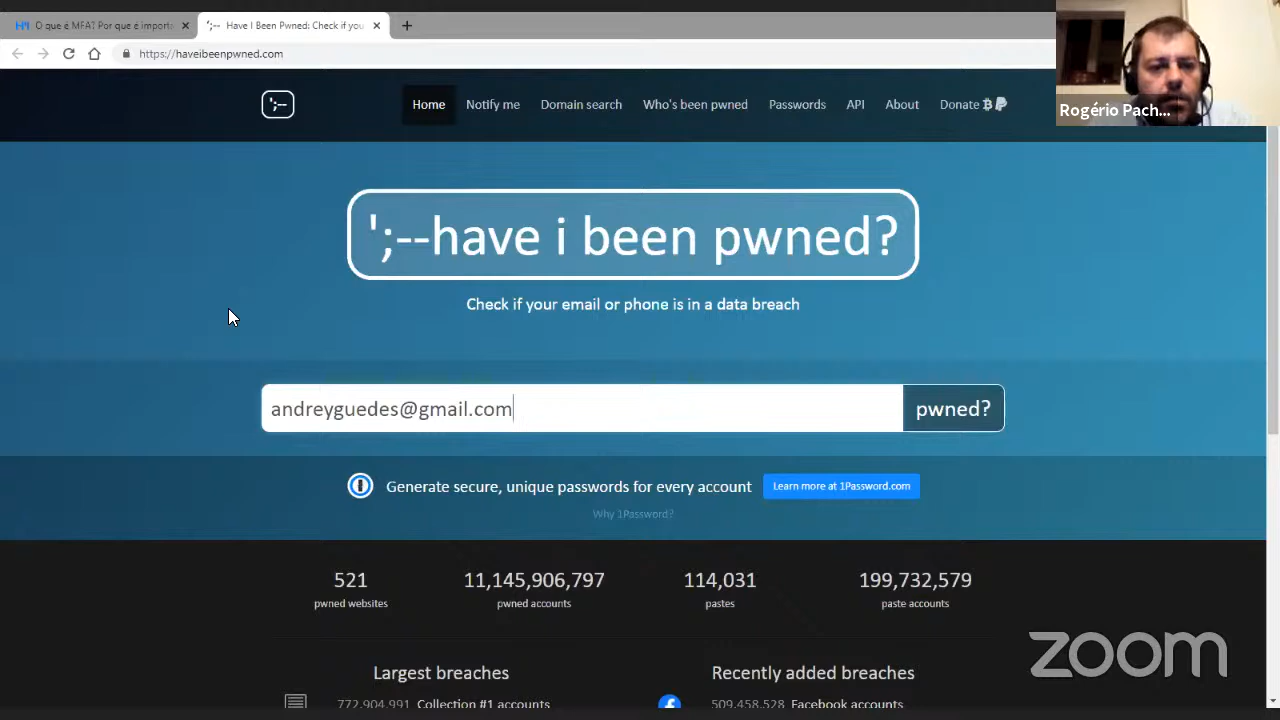 O que é MFA? Por que é import
';-- Have I Been Pwned: Check if you
https://haveibeenpwned.com
';--
Home
Notify me
Domain search
Who's been pwned
Passwords
API
About
Donate
Rogério Pach...
';--have i been pwned?
Check if your email or phone is in a data breach
andreyguedes@gmail.com
pwned?
Generate secure, unique passwords for every account
Learn more at 1Password.com
Why 1Password?
521
pwned websites
11,145,906,797
pwned accounts
114,031
pastes
199,732,579
paste accounts
zoom
Largest breaches
772,904,991 Collection #1 accounts
Recently added breaches
509,458,528 Facebook accounts